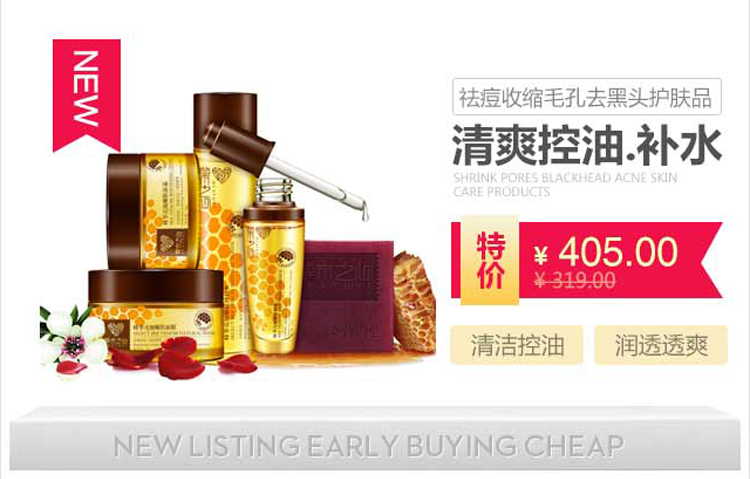 NEW
祛痘收缩毛孔去黑头护肤品
清爽控油.补水
SHRINK PORES BLACKHEAD ACNE SKIN
CARE PRODUCTS
特价
¥ 405.00
¥ 319.00
清洁控油
润透透爽
NEW LISTING EARLY BUYING CHEAP